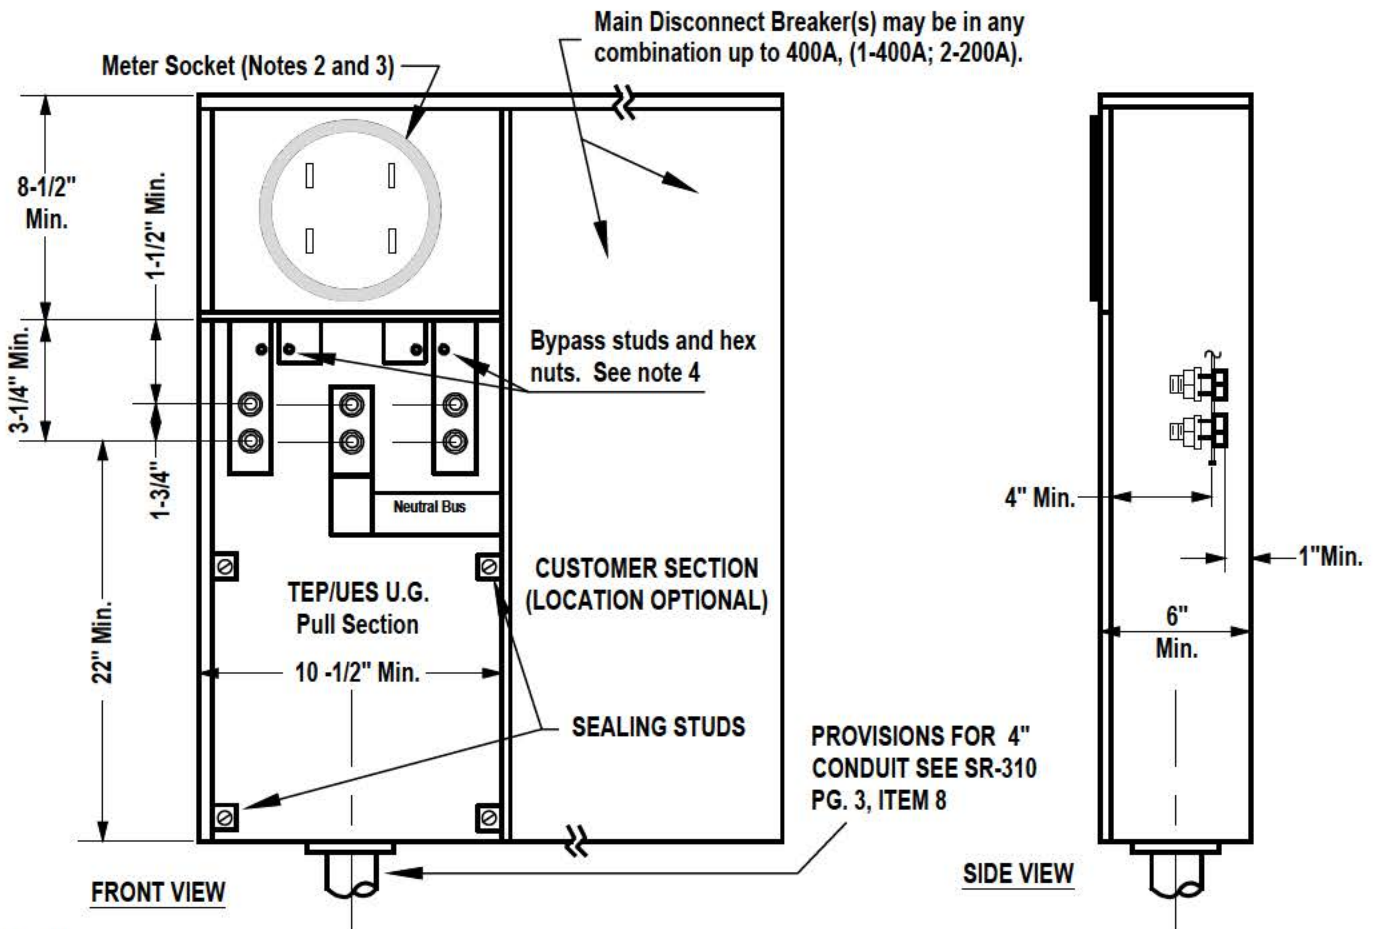 Main Disconnect Breaker(s) may be in any
combination up to 400A, (1-400A; 2-200A).
Meter Socket (Notes 2 and 3)
8-1/2"
Min.
1-1/2" Min.
3-1/4" Min.
1-3/4"
22" Min.
Bypass studs and hex
nuts. See note 4
Neutral Bus
TEP/UES U.G.
Pull Section
10 -1/2" Min.
CUSTOMER SECTION
(LOCATION OPTIONAL)
SEALING STUDS
PROVISIONS FOR 4"
CONDUIT SEE SR-310
PG. 3, ITEM 8
FRONT VIEW
4" Min.
1"Min.
6"
Min.
SIDE VIEW